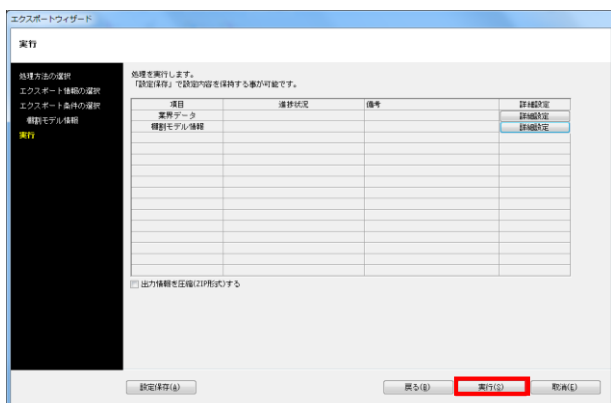 エクスポートウィザード
実行
処理方法の選択
エクスポート情報の選択
エクスポート条件の選択
棚割モデル情報
実行
処理を実行します。
「設定保存」で設定内容を保持する事が可能です。
項目 進捗状況 備考 詳細設定
業界データ 詳細設定
棚割モデル情報 詳細設定
出力情報を圧縮(ZIP形式)する
設定保存(A) 戻る(B) 実行(S) 取消(E)